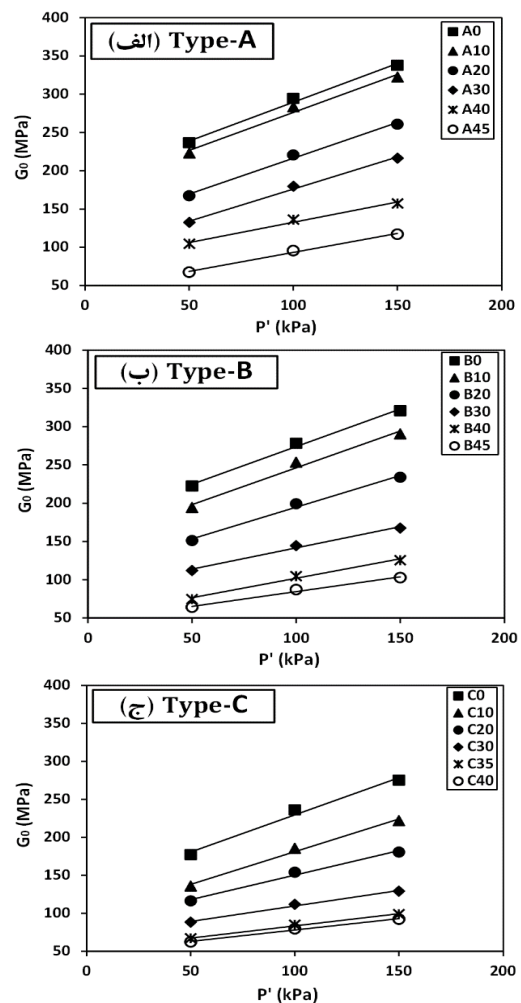 (الف) Type-A
400
350
300
250
200
150
100
50
G₀ (MPa)
A0
A10
A20
A30
A40
A45
0 50 100 150 200
P' (kPa)
(ب) Type-B
400
350
300
250
200
150
100
50
G₀ (MPa)
B0
B10
B20
B30
B40
B45
0 50 100 150 200
P' (kPa)
(ج) Type-C
400
350
300
250
200
150
100
50
G₀ (MPa)
C0
C10
C20
C30
C35
C40
0 50 100 150 200
P' (kPa)